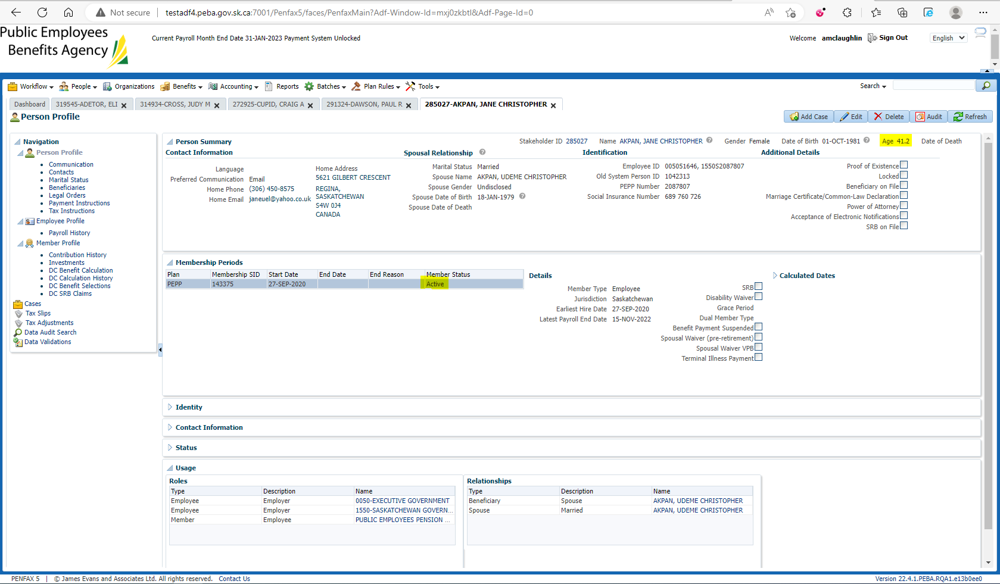 Not secure | testadf4.peba.gov.sk.ca:7001/Penfax5/faces/PenfaxMain?Adf-Window-Id=mxj0zkbtl&Adf-Page-Id=0
Public Employees
Benefits Agency
Current Payroll Month End Date 31-JAN-2023 Payment System Unlocked
Welcome amclaughlin Sign Out English
Workflow People Organizations Benefits Accounting Reports Batches Plan Rules Tools Search
Dashboard 319545-ADETOR, ELI 314934-CROSS, JUDY M 272925-CUPID, CRAIG A 291324-DAWSON, PAUL R 285027-AKPAN, JANE CHRISTOPHER
Person Profile
Add Case Edit Delete Audit Refresh
Navigation
Person Profile
Communication
Contacts
Marital Status
Beneficiaries
Legal Orders
Payment Instructions
Tax Instructions
Employee Profile
Payroll History
Member Profile
Contribution History
Investments
DC Benefit Calculation
DC Calculation History
DC Benefit Selections
DC SRB Claims
Cases
Tax Slips
Tax Adjustments
Data Audit Search
Data Validations
Person Summary
Stakeholder ID 285027 Name AKPAN, JANE CHRISTOPHER Gender Female Date of Birth 01-OCT-1981 Age 41.2 Date of Death
Contact Information
Language
Preferred Communication Email
Home Phone (306) 450-8575
Home Email janeuel@yahoo.co.uk
Home Address
5621 GILBERT CRESCENT
REGINA,
SASKATCHEWAN
S4W 0J4
CANADA
Spousal Relationship
Marital Status Married
Spouse Name AKPAN, UDEME CHRISTOPHER
Spouse Gender Undisclosed
Spouse Date of Birth 18-JAN-1979
Spouse Date of Death
Identification
Employee ID 005051646, 1550S2087807
Old System Person ID 1042313
PEPP Number 2087807
Social Insurance Number 689 760 726
Additional Details
Proof of Existence
Locked
Beneficiary on File
Marriage Certificate/Common-Law Declaration
Power of Attorney
Acceptance of Electronic Notifications
SRB on File
Membership Periods
Plan Membership SID Start Date End Date End Reason Member Status
PEPP 143375 27-SEP-2020 Active
Details
Member Type Employee
Jurisdiction Saskatchewan
Earliest Hire Date 27-SEP-2020
Latest Payroll End Date 15-NOV-2022
SRB
Disability Waiver
Grace Period
Dual Member Type
Benefit Payment Suspended
Spousal Waiver (pre-retirement)
Spousal Waiver VPB
Terminal Illness Payment
Calculated Dates
Identity
Contact Information
Status
Usage
Roles
Type Description Name
Employee Employer 0050-EXECUTIVE GOVERNMENT
Employee Employer 1550-SASKATCHEWAN GOVERN...
Member Employee PUBLIC EMPLOYEES PENSION ...
Relationships
Type Description Name
Beneficiary Spouse AKPAN, UDEME CHRISTOPHER
Spouse Married AKPAN, UDEME CHRISTOPHER
PENFAX 5 | © James Evans and Associates Ltd. All rights reserved. Contact Us
Version 22.4.1.PEBA.RQA1.e13b0ee0